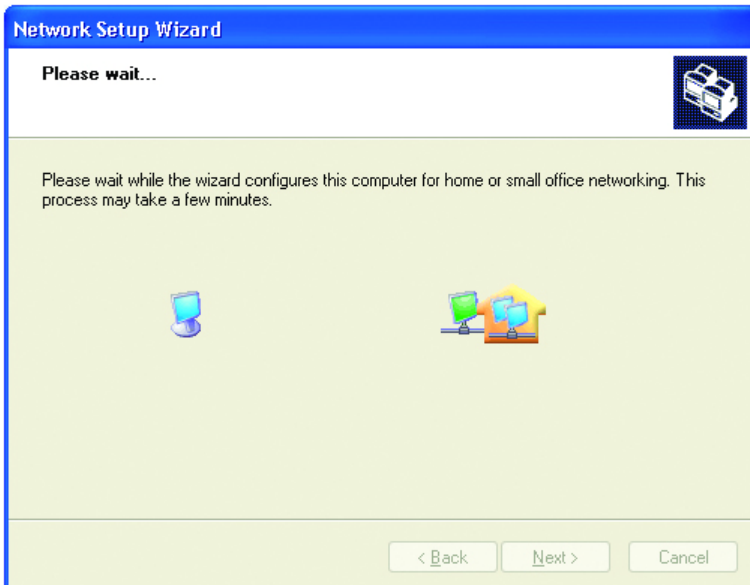 Network Setup Wizard
Please wait...
Please wait while the wizard configures this computer for home or small office networking. This
process may take a few minutes.
< Back Next > Cancel